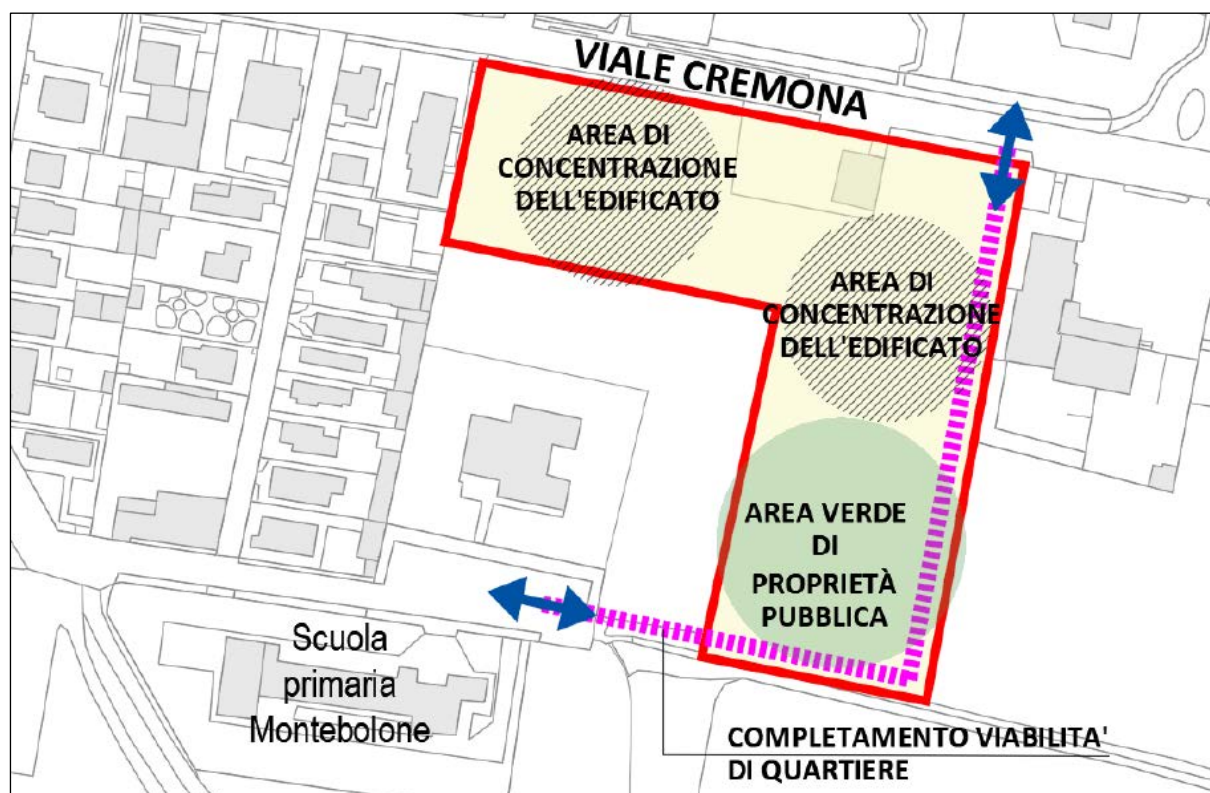 VIALE CREMONA
AREA DI
CONCENTRAZIONE
DELL'EDIFICATO
AREA DI
CONCENTRAZIONE
DELL'EDIFICATO
AREA VERDE
DI
PROPRIETÀ
PUBBLICA
Scuola
primaria
Montebolone
COMPLETAMENTO VIABILITA'
DI QUARTIERE